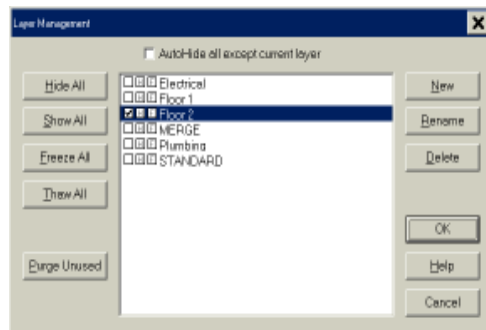 Layer Management
AutoHide all except current layer
Hide All
Show All
Freeze All
Thaw All
Purge Unused
Electrical
Floor 1
Floor 2
MERGE
Plumbing
STANDARD
New
Rename
Delete
OK
Help
Cancel